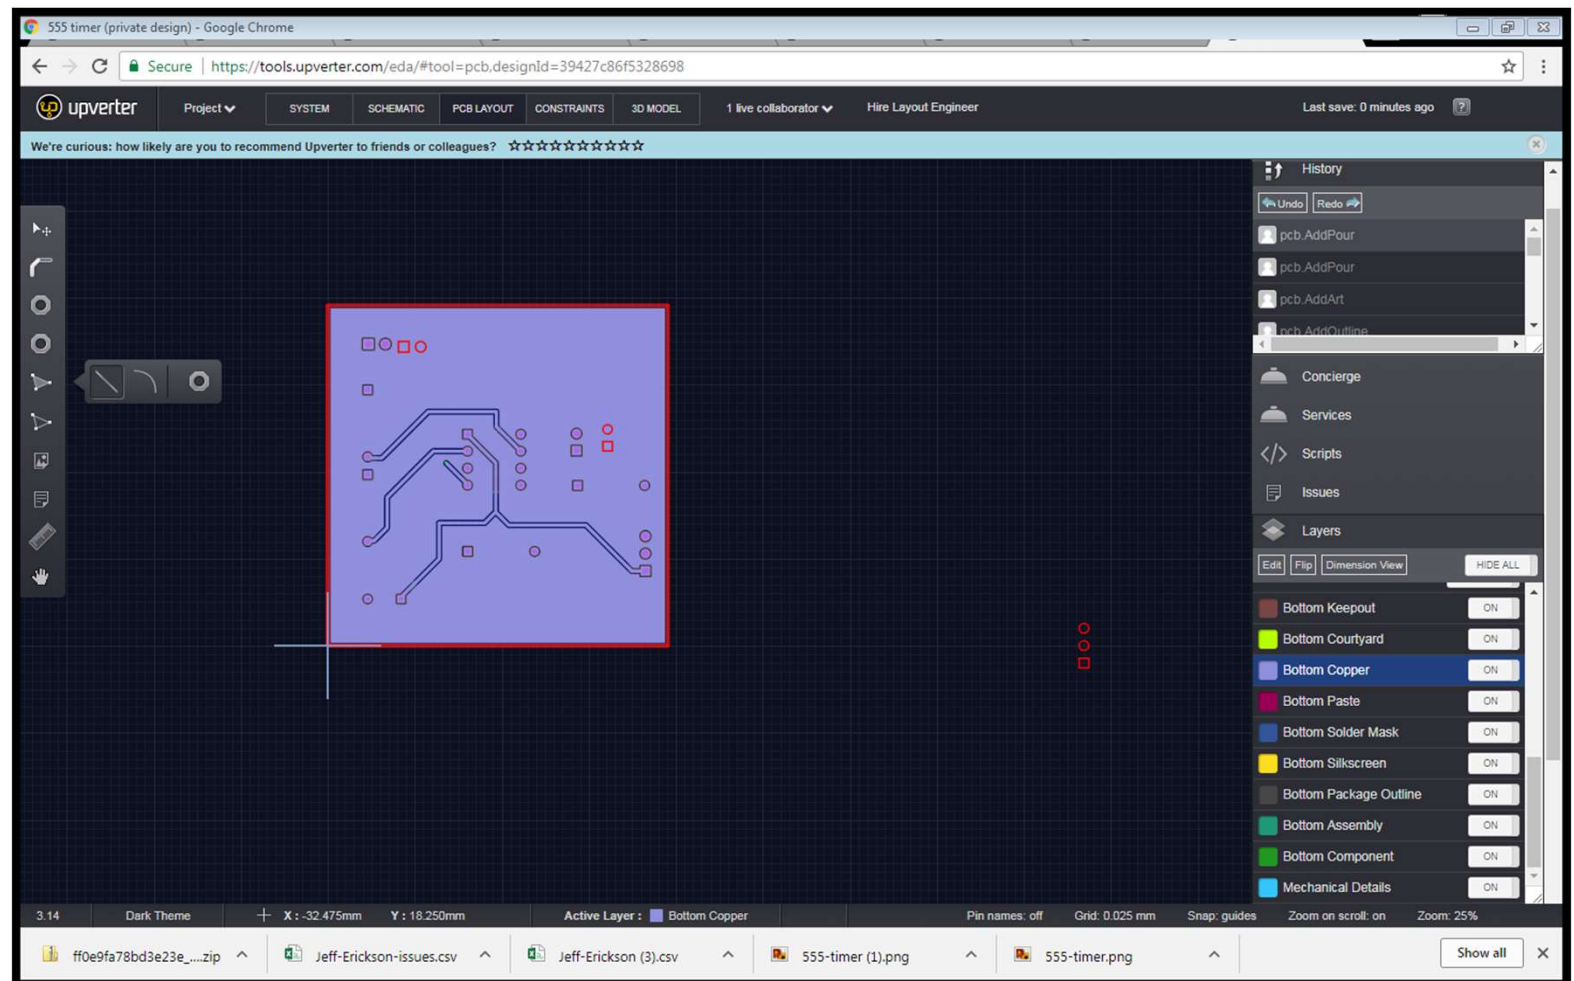 555 timer (private design) - Google Chrome
Secure | https://tools.upverter.com/eda/#tool=pcb,designId=39427c86f5328698
upverter Project SYSTEM SCHEMATIC PCB LAYOUT CONSTRAINTS 3D MODEL 1 live collaborator Hire Layout Engineer Last save: 0 minutes ago ?
We're curious: how likely are you to recommend Upverter to friends or colleagues?
History
Undo Redo
pcb.AddPour
pcb.AddPour
pcb.AddArt
pcb.AddOutline
Concierge
Services
Scripts
Issues
Layers
Edit Flip Dimension View HIDE ALL
Bottom Keepout ON
Bottom Courtyard ON
Bottom Copper ON
Bottom Paste ON
Bottom Solder Mask ON
Bottom Silkscreen ON
Bottom Package Outline ON
Bottom Assembly ON
Bottom Component ON
Mechanical Details ON
3.14 Dark Theme X : -32.475mm Y : 18.250mm Active Layer : Bottom Copper Pin names: off Grid: 0.025 mm Snap: guides Zoom on scroll: on Zoom: 25%
ff0e9fa78bd3e23e_....zip Jeff-Erickson-issues.csv Jeff-Erickson (3).csv 555-timer (1).png 555-timer.png Show all